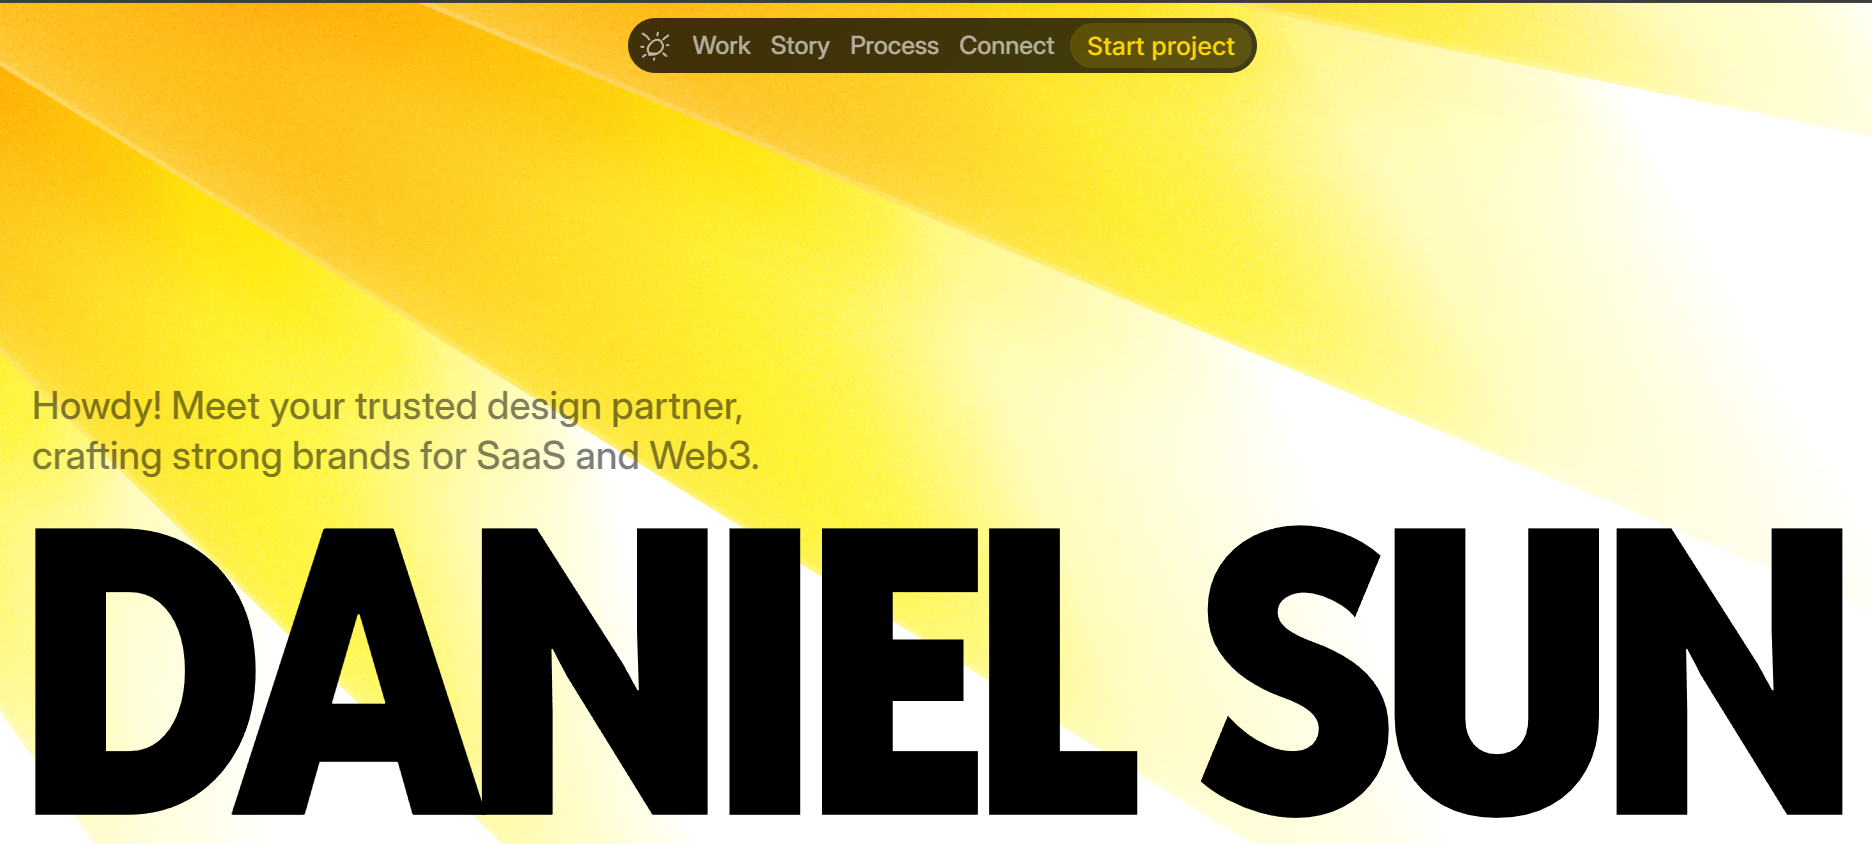 Work Story Process Connect Start project
Howdy! Meet your trusted design partner,
crafting strong brands for SaaS and Web3.
DANIEL SUN